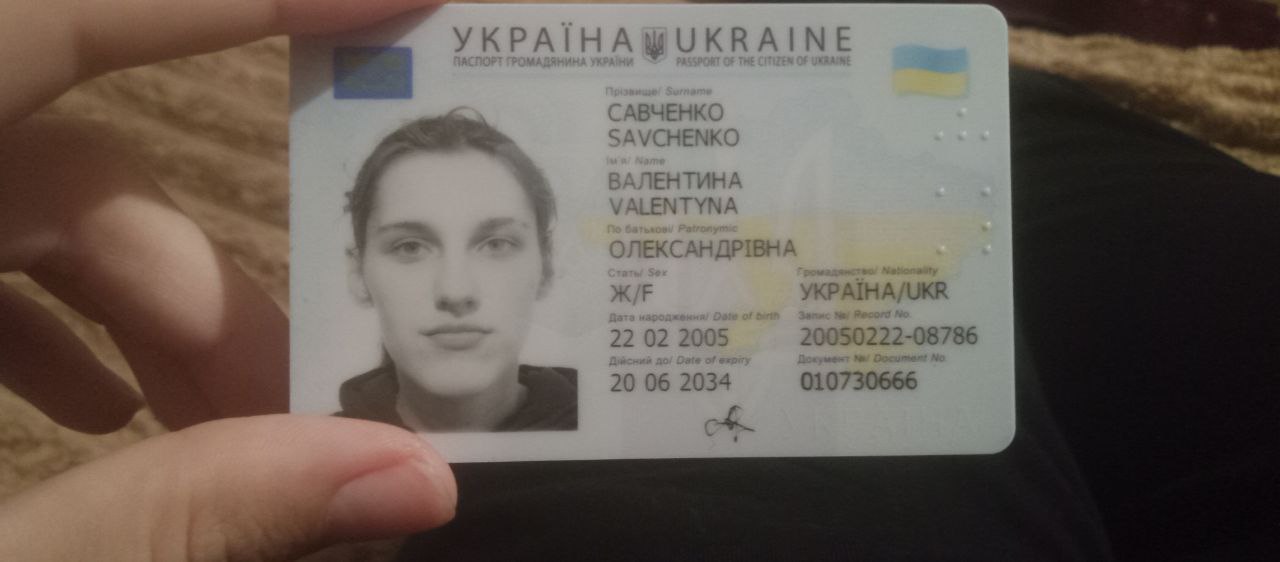 УКРАЇНА UKRAINE
ПАСПОРТ ГРОМАДЯНИНА УКРАЇНИ PASSPORT OF THE CITIZEN OF UKRAINE
Прізвище/ Surname
САВЧЕНКО
SAVCHENKO
Ім'я/ Name
ВАЛЕНТИНА
VALENTYNA
По батькові/ Patronymic
ОЛЕКСАНДРІВНА
Стать/ Sex Громадянство/ Nationality
Ж/F УКРАЇНА/UKR
Дата народження/ Date of birth Запис №/ Record No.
22 02 2005 20050222-08786
Дійсний до/ Date of expiry Документ №/ Document No.
20 06 2034 010730666